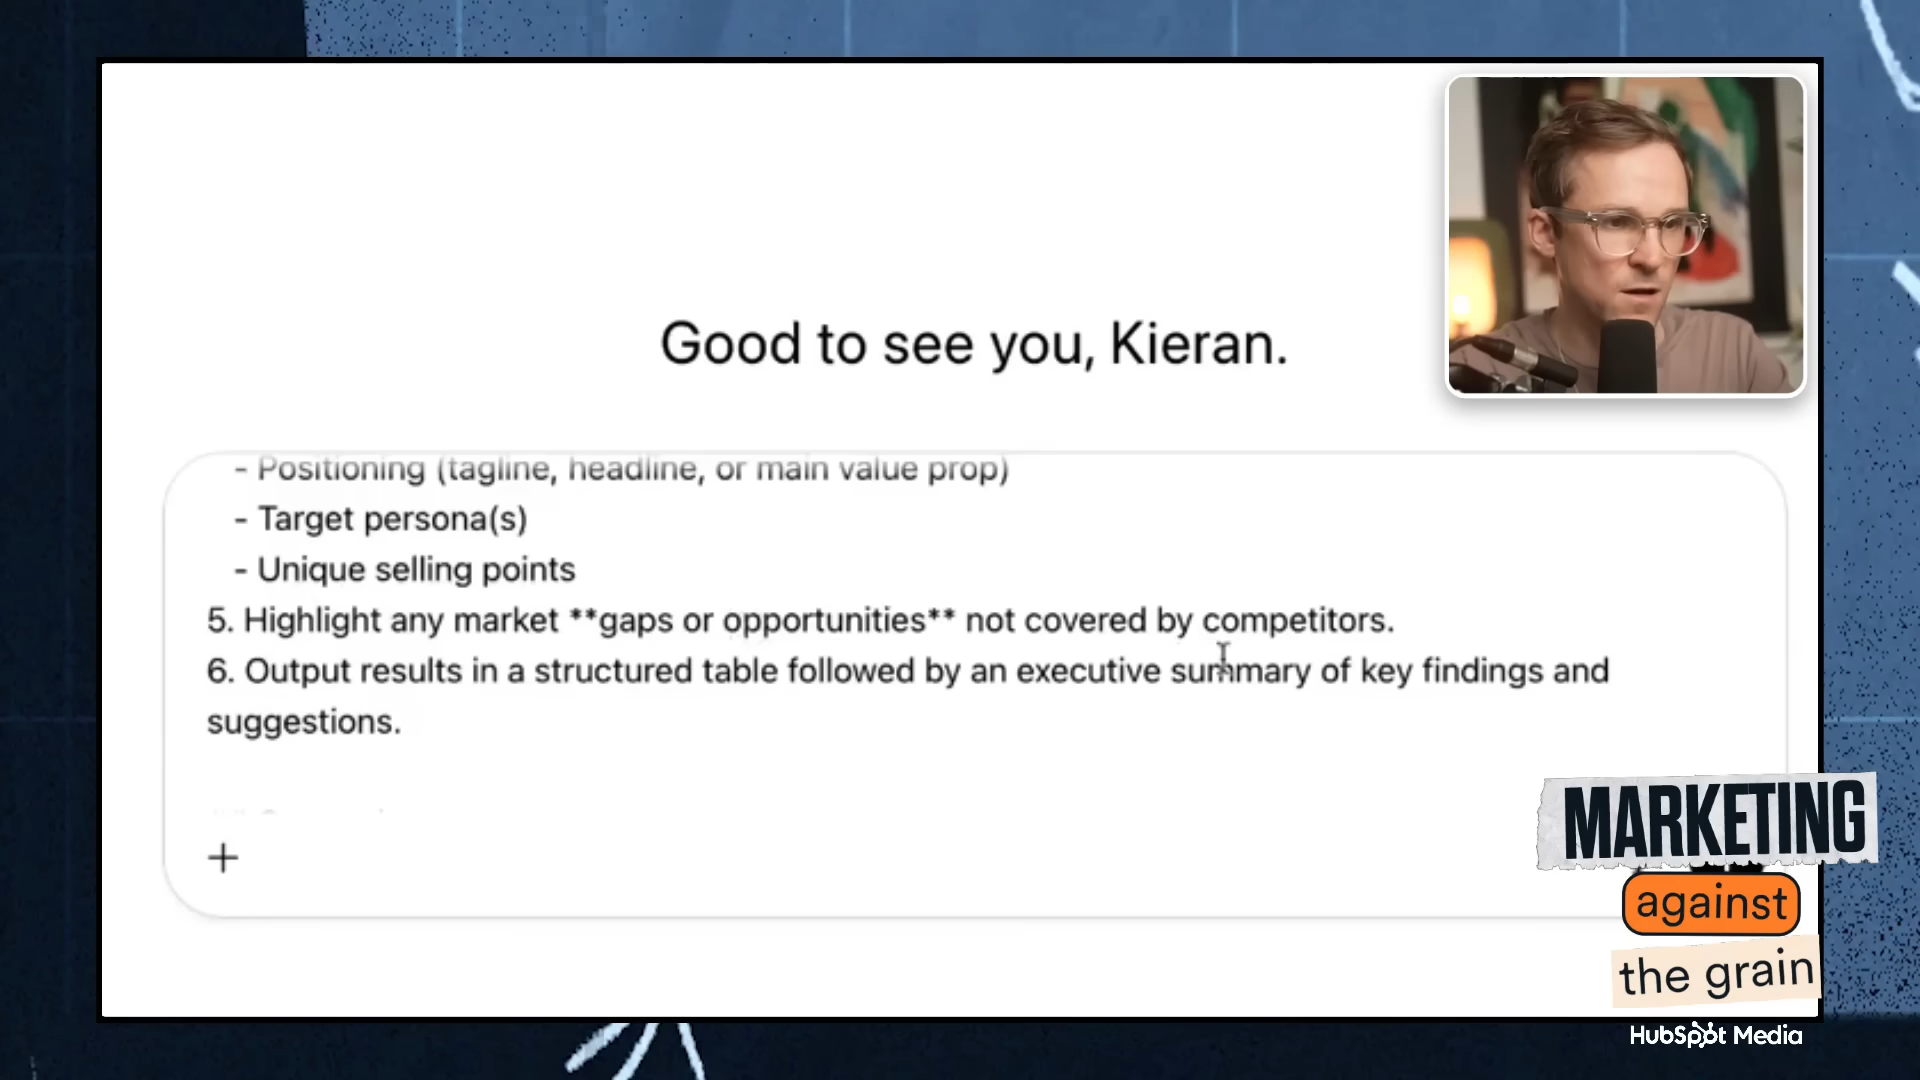 Good to see you, Kieran.
- Positioning (tagline, headline, or main value prop)
- Target persona(s)
- Unique selling points
5. Highlight any market **gaps or opportunities** not covered by competitors.
6. Output results in a structured table followed by an executive summary of key findings and
suggestions.
+
MARKETING
against
the grain
HubSpot Media